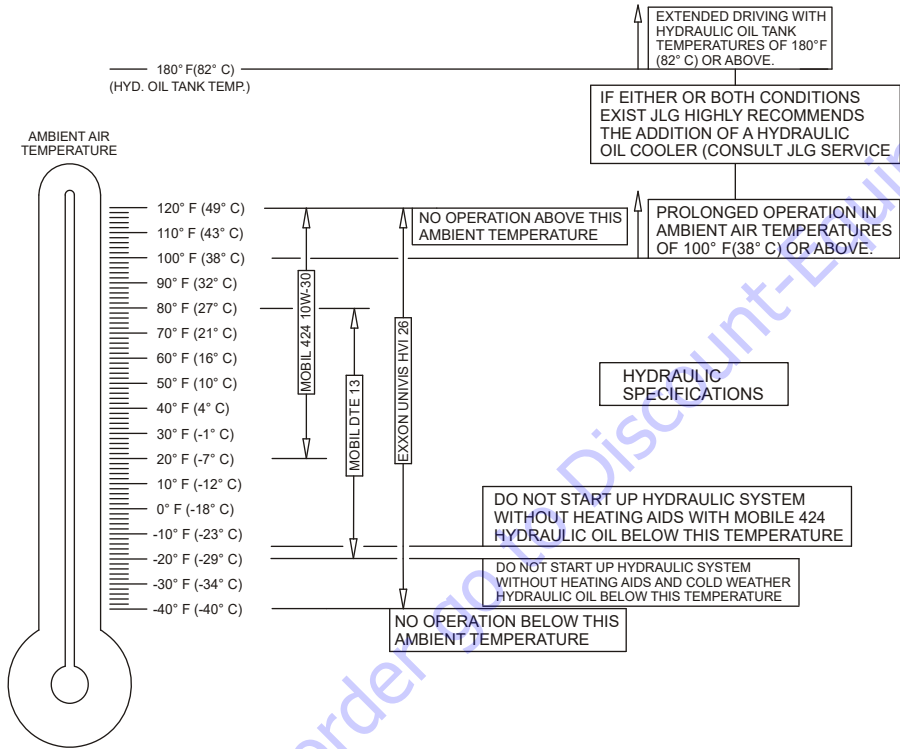 EXTENDED DRIVING WITH
HYDRAULIC OIL TANK
TEMPERATURES OF 180°F
(82° C) OR ABOVE.
180° F(82° C)
(HYD. OIL TANK TEMP.)
IF EITHER OR BOTH CONDITIONS
EXIST JLG HIGHLY RECOMMENDS
THE ADDITION OF A HYDRAULIC
OIL COOLER (CONSULT JLG SERVICE
AMBIENT AIR
TEMPERATURE
120° F (49° C)
110° F (43° C)
100° F (38° C)
90° F (32° C)
80° F (27° C)
70° F (21° C)
60° F (16° C)
50° F (10° C)
40° F (4° C)
30° F (-1° C)
20° F (-7° C)
10° F (-12° C)
0° F (-18° C)
-10° F (-23° C)
-20° F (-29° C)
-30° F (-34° C)
-40° F (-40° C)
MOBIL 424 10W-30
MOBIL DTE 13
EXXON UNIVIS HVI 26
NO OPERATION ABOVE THIS
AMBIENT TEMPERATURE
PROLONGED OPERATION IN
AMBIENT AIR TEMPERATURES
OF 100° F(38° C) OR ABOVE.
HYDRAULIC
SPECIFICATIONS
DO NOT START UP HYDRAULIC SYSTEM
WITHOUT HEATING AIDS WITH MOBILE 424
HYDRAULIC OIL BELOW THIS TEMPERATURE
DO NOT START UP HYDRAULIC SYSTEM
WITHOUT HEATING AIDS AND COLD WEATHER
HYDRAULIC OIL BELOW THIS TEMPERATURE
NO OPERATION BELOW THIS
AMBIENT TEMPERATURE
order go to Discount-Equip